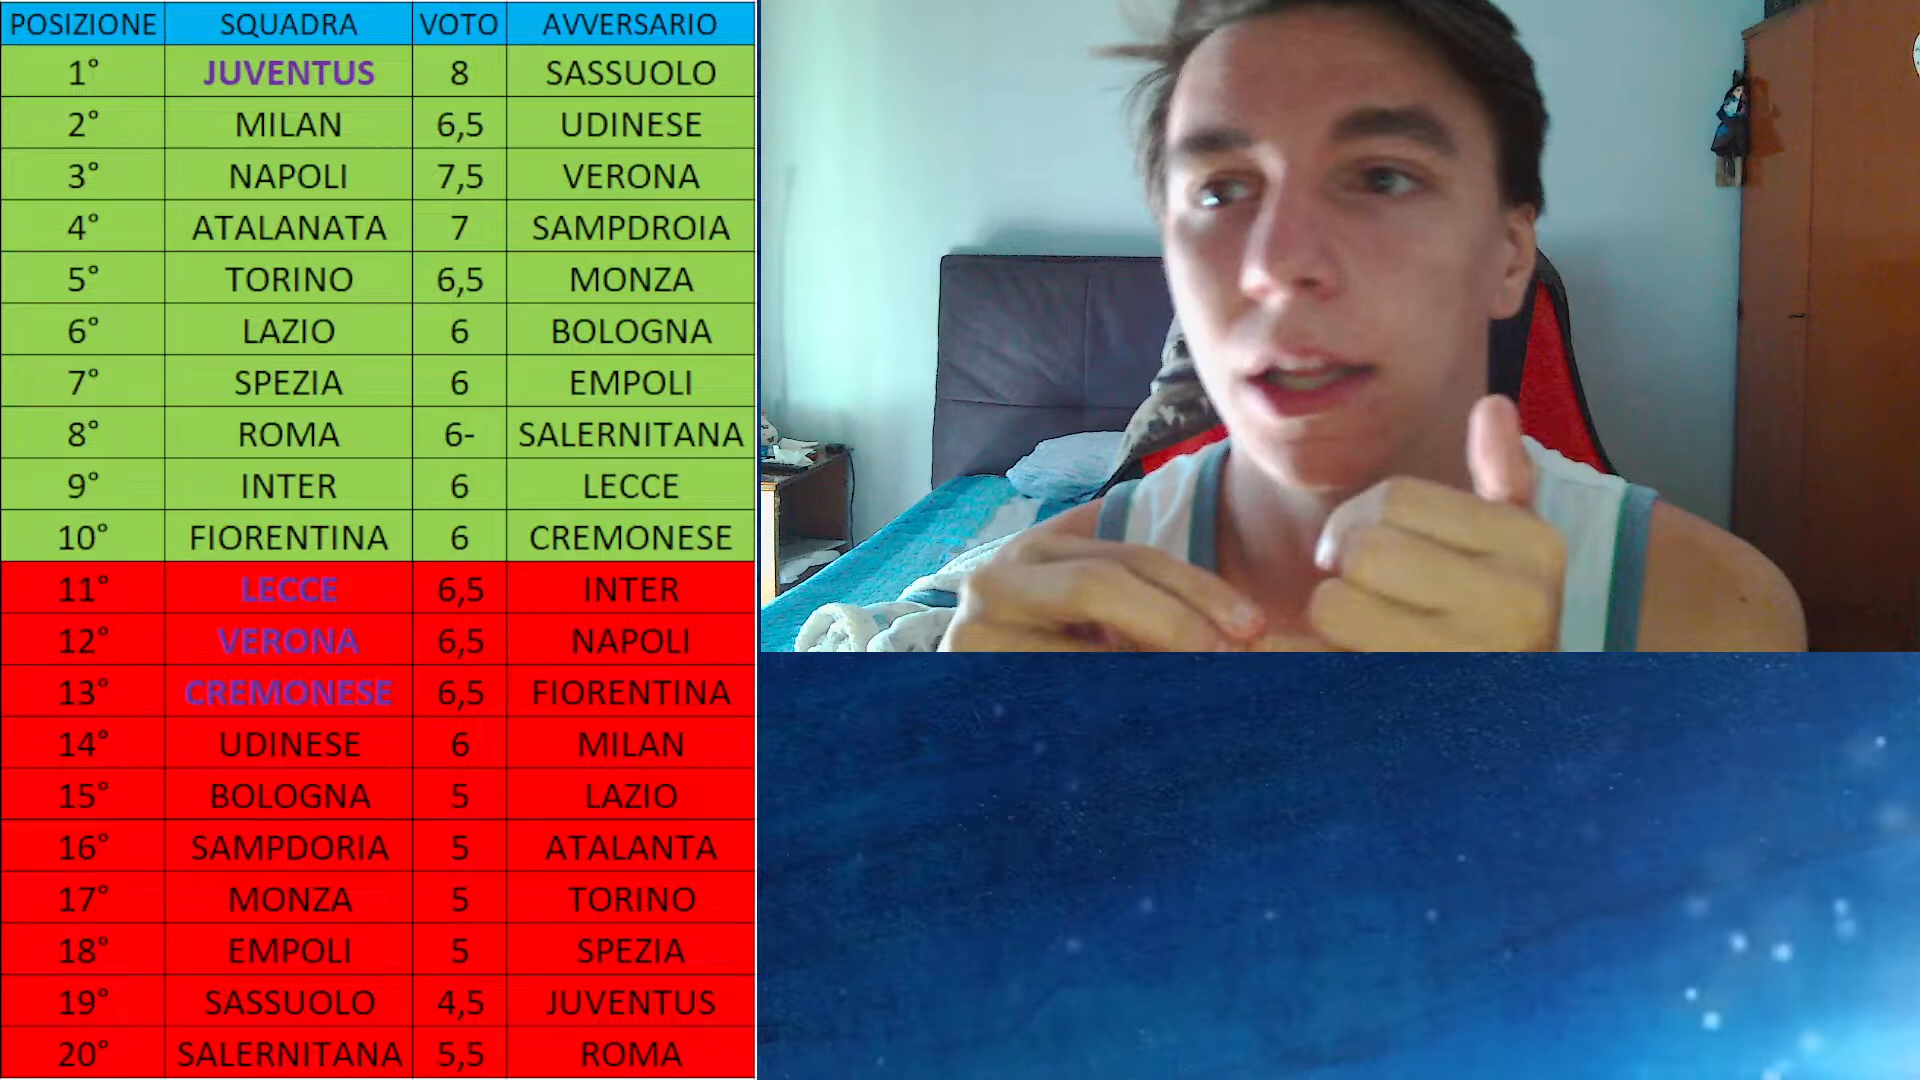 POSIZIONE SQUADRA VOTO AVVERSARIO
1° JUVENTUS 8 SASSUOLO
2° MILAN 6,5 UDINESE
3° NAPOLI 7,5 VERONA
4° ATALANATA 7 SAMPDROIA
5° TORINO 6,5 MONZA
6° LAZIO 6 BOLOGNA
7° SPEZIA 6 EMPOLI
8° ROMA 6- SALERNITANA
9° INTER 6 LECCE
10° FIORENTINA 6 CREMONESE
11° LECCE 6,5 INTER
12° VERONA 6,5 NAPOLI
13° CREMONESE 6,5 FIORENTINA
14° UDINESE 6 MILAN
15° BOLOGNA 5 LAZIO
16° SAMPDORIA 5 ATALANTA
17° MONZA 5 TORINO
18° EMPOLI 5 SPEZIA
19° SASSUOLO 4,5 JUVENTUS
20° SALERNITANA 5,5 ROMA